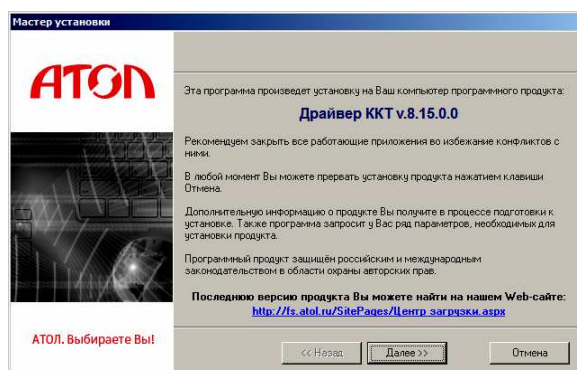 Мастер установки
АТОЛ
Эта программа произведет установку на Ваш компьютер программного продукта:
Драйвер ККТ v.8.15.0.0
Рекомендуем закрыть все работающие приложения во избежание конфликтов с
ними.
В любой момент Вы можете прервать установку продукта нажатием клавиши
Отмена.
Дополнительную информацию о продукте Вы получите в процессе подготовки к
установке. Также программа запросит у Вас ряд параметров, необходимых для
установки продукта.
Программный продукт защищён российским и международным
законодательством в области охраны авторских прав.
Последнюю версию продукта Вы можете найти на нашем Web-сайте:
http://fs.atol.ru/SitePages/Центр загрузки.aspx
АТОЛ. Выбираете Вы!
<< Назад
Далее >>
Отмена